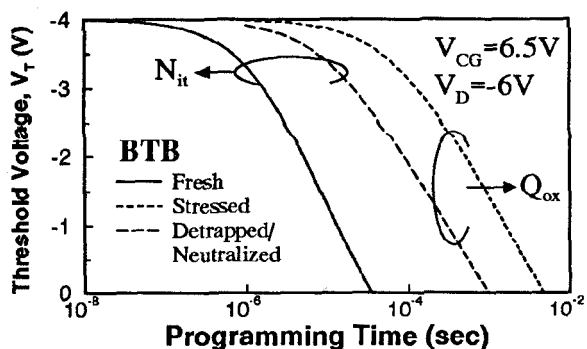 Threshold Voltage, V_T (V)
-4
-3
-2
-1
0
N_it
V_CG=6.5V
V_D=-6V
BTB
Fresh
Stressed
Detrapped/
Neutralized
Q_ox
10^-8
10^-6
10^-4
10^-2
Programming Time (sec)